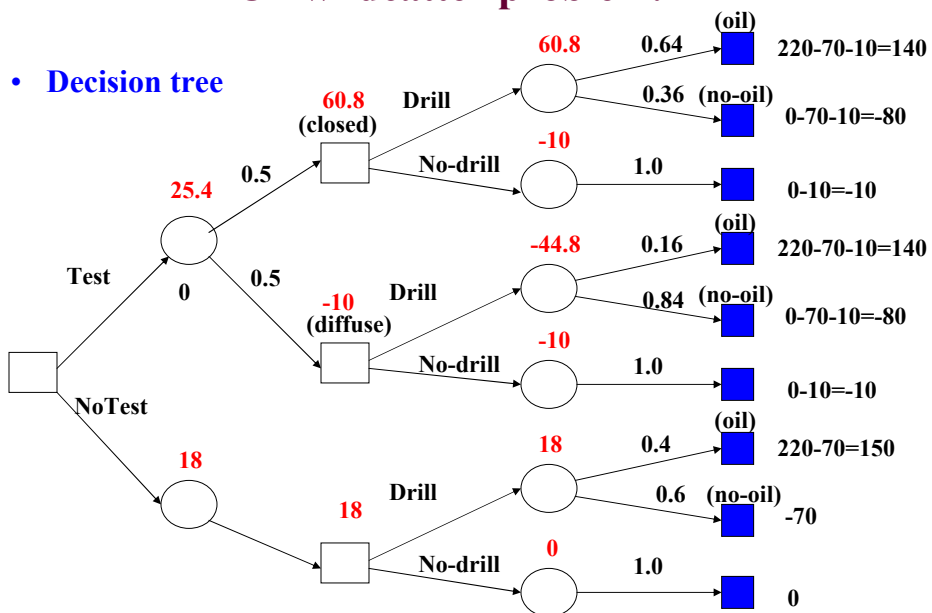 (oil)
60.8
0.64
220-70-10=140
• Decision tree
60.8
(closed)
Drill
0.36
(no-oil)
0-70-10=-80
-10
No-drill
1.0
0-10=-10
0.5
25.4
(oil)
-44.8
0.16
220-70-10=140
Test
0
0.5
-10
(diffuse)
Drill
0.84
(no-oil)
0-70-10=-80
-10
No-drill
1.0
0-10=-10
NoTest
(oil)
18
18
0.4
220-70=150
Drill
18
0.6
(no-oil)
-70
0
No-drill
1.0
0